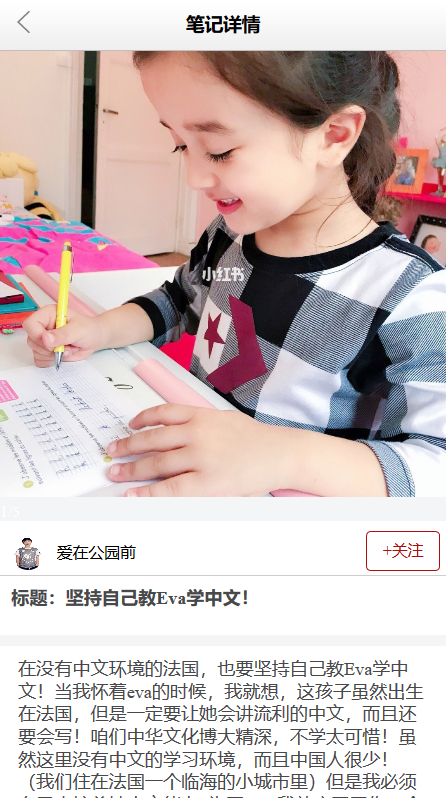 笔记详情
小红书
1/5
爱在公园前
+关注
标题：坚持自己教Eva学中文！
在没有中文环境的法国，也要坚持自己教Eva学中
文！当我怀着eva的时候，我就想，这孩子虽然出生
在法国，但是一定要让她会讲流利的中文，而且还
要会写！咱们中华文化博大精深，不学太可惜！虽
然这里没有中文的学习环境，而且中国人很少！
（我们住在法国一个临海的小城市里）但是我必须